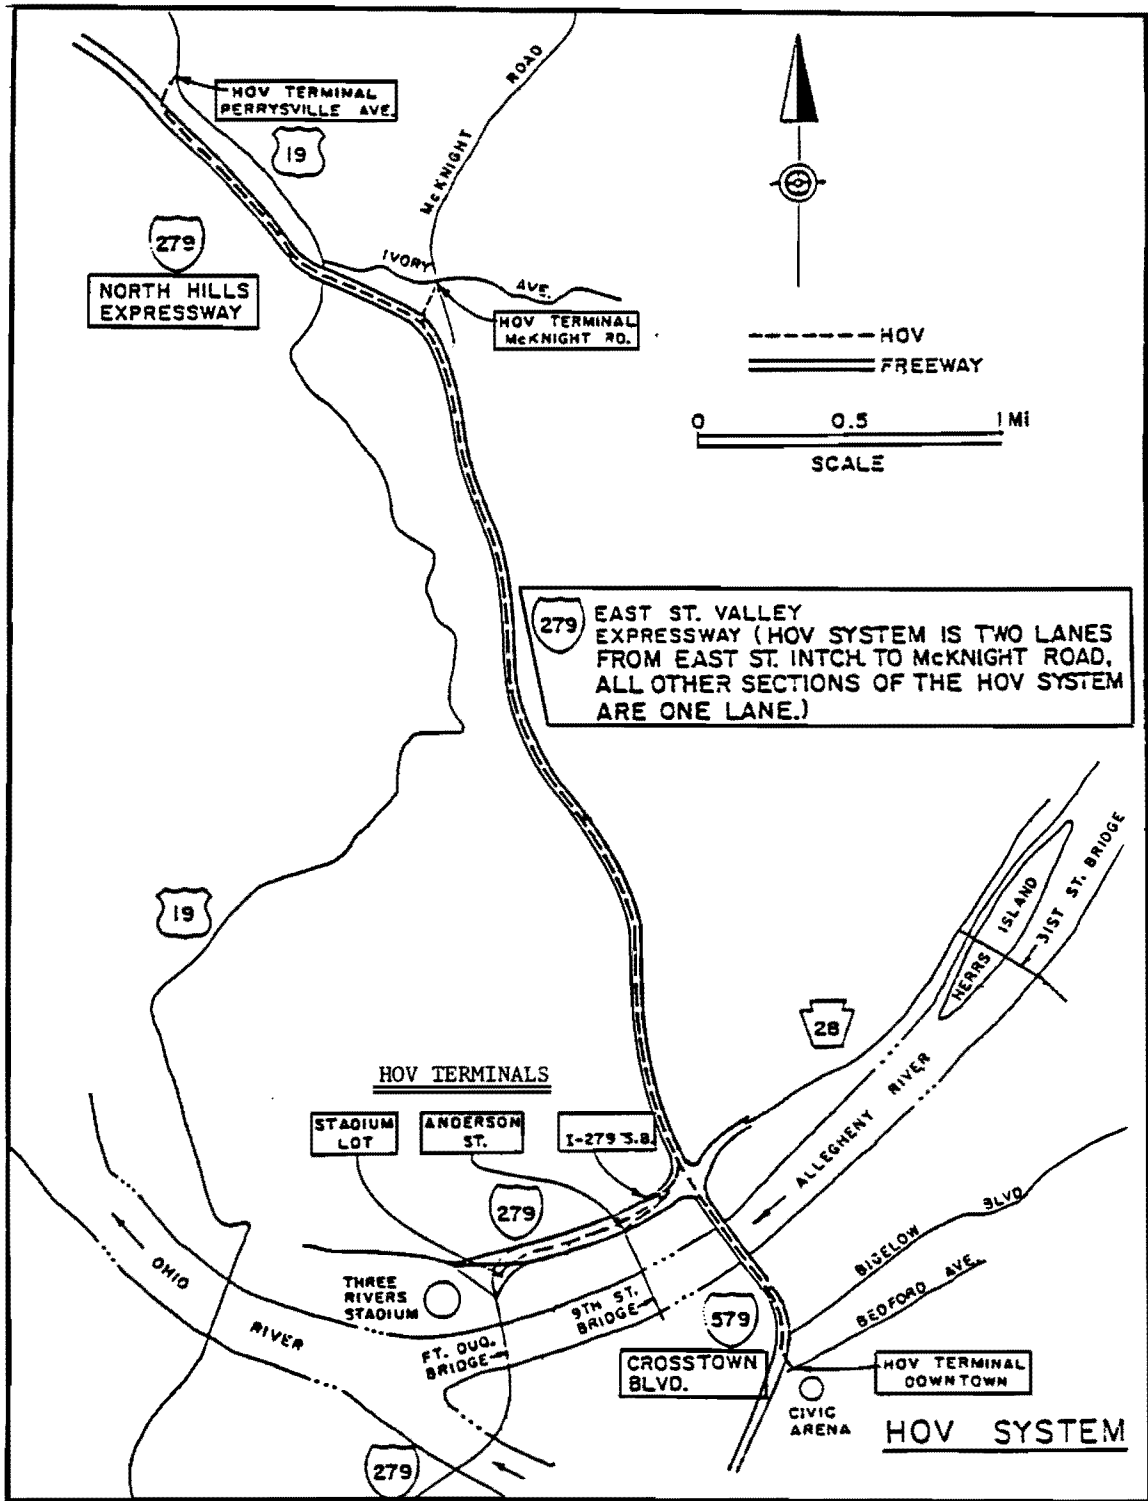 ROAD
McKNIGHT
HOV TERMINAL
PERRYSVILLE AVE.
19
279
NORTH HILLS
EXPRESSWAY
IVORY
AVE.
HOV TERMINAL
McKNIGHT RD.
HOV
FREEWAY
0 0.5 1 MI
SCALE
279
EAST ST. VALLEY
EXPRESSWAY (HOV SYSTEM IS TWO LANES
FROM EAST ST. INTCH. TO McKNIGHT ROAD,
ALL OTHER SECTIONS OF THE HOV SYSTEM
ARE ONE LANE.)
19
HERRS ISLAND
31ST ST. BRIDGE
28
ALLEGHENY RIVER
HOV TERMINALS
STADIUM
LOT
ANDERSON
ST.
I-279 S.B.
279
OHIO
RIVER
THREE
RIVERS
STADIUM
FT. DUQ.
BRIDGE
9TH ST.
BRIDGE
BIGELOW BLVD
BEDFORD AVE.
579
CROSSTOWN
BLVD.
HOV TERMINAL
DOWNTOWN
CIVIC
ARENA
HOV SYSTEM
279